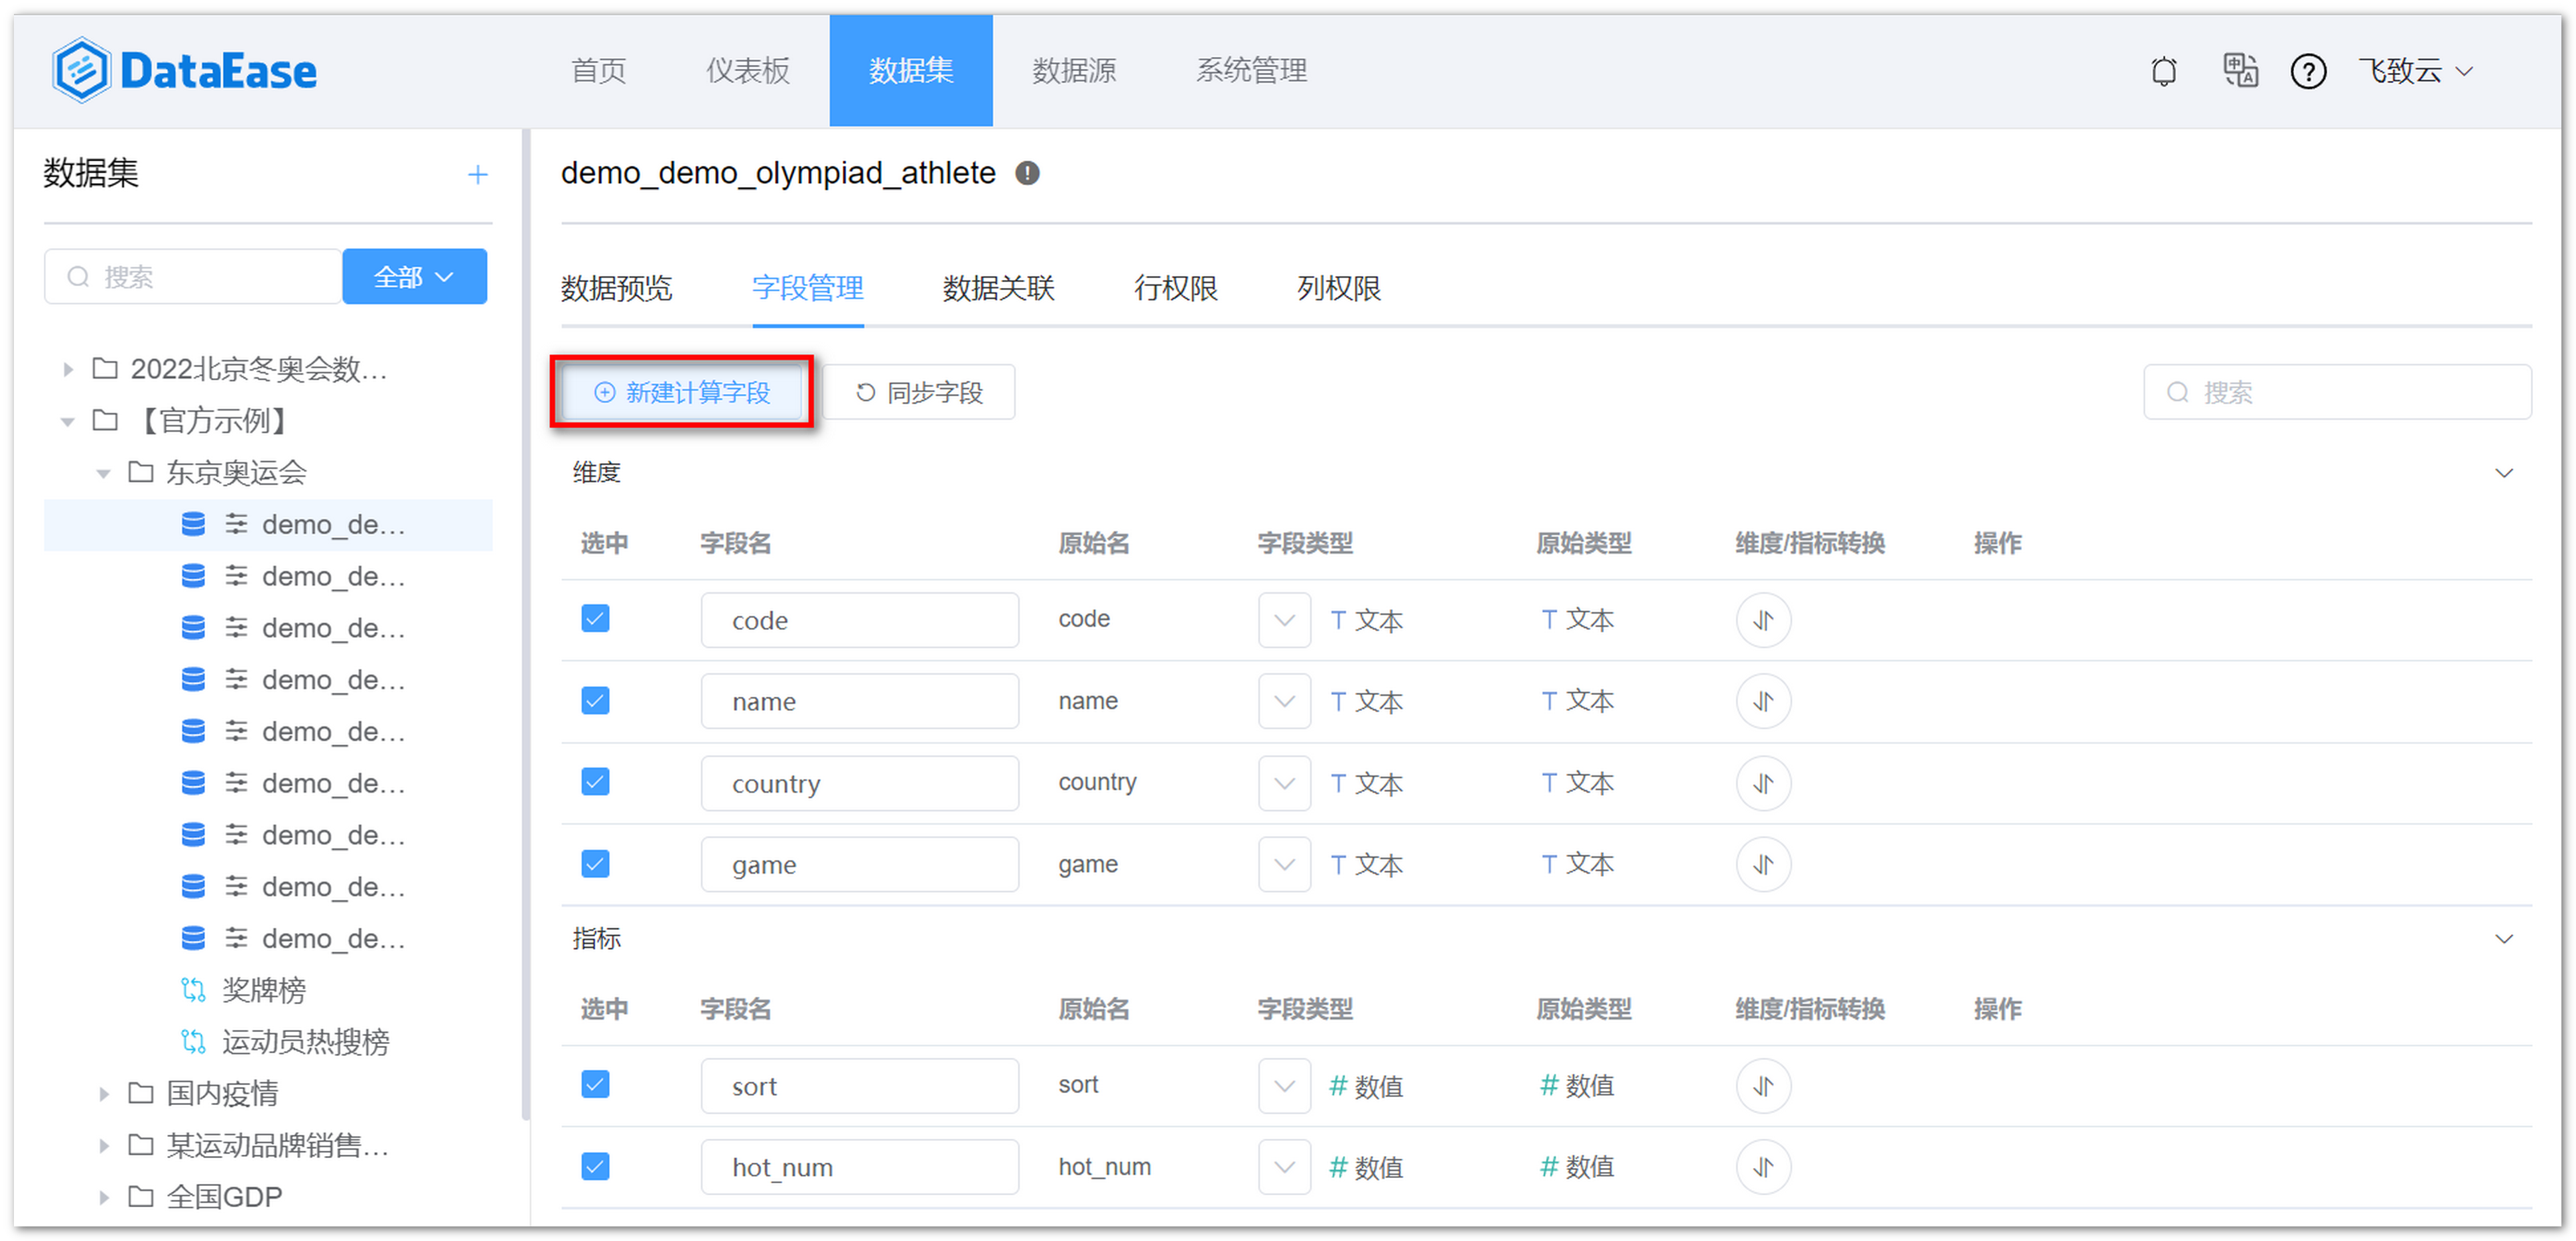 DataEase
首页 仪表板 数据集 数据源 系统管理 飞致云
数据集
搜索 全部
2022北京冬奥会数...
【官方示例】
东京奥运会
demo_de...
demo_de...
demo_de...
demo_de...
demo_de...
demo_de...
demo_de...
demo_de...
demo_de...
奖牌榜
运动员热搜榜
国内疫情
某运动品牌销售...
全国GDP
demo_demo_olympiad_athlete
数据预览 字段管理 数据关联 行权限 列权限
新建计算字段 同步字段 搜索
维度
选中 字段名 原始名 字段类型 原始类型 维度/指标转换 操作
code code T 文本 T 文本
name name T 文本 T 文本
country country T 文本 T 文本
game game T 文本 T 文本
指标
选中 字段名 原始名 字段类型 原始类型 维度/指标转换 操作
sort sort # 数值 # 数值
hot_num hot_num # 数值 # 数值